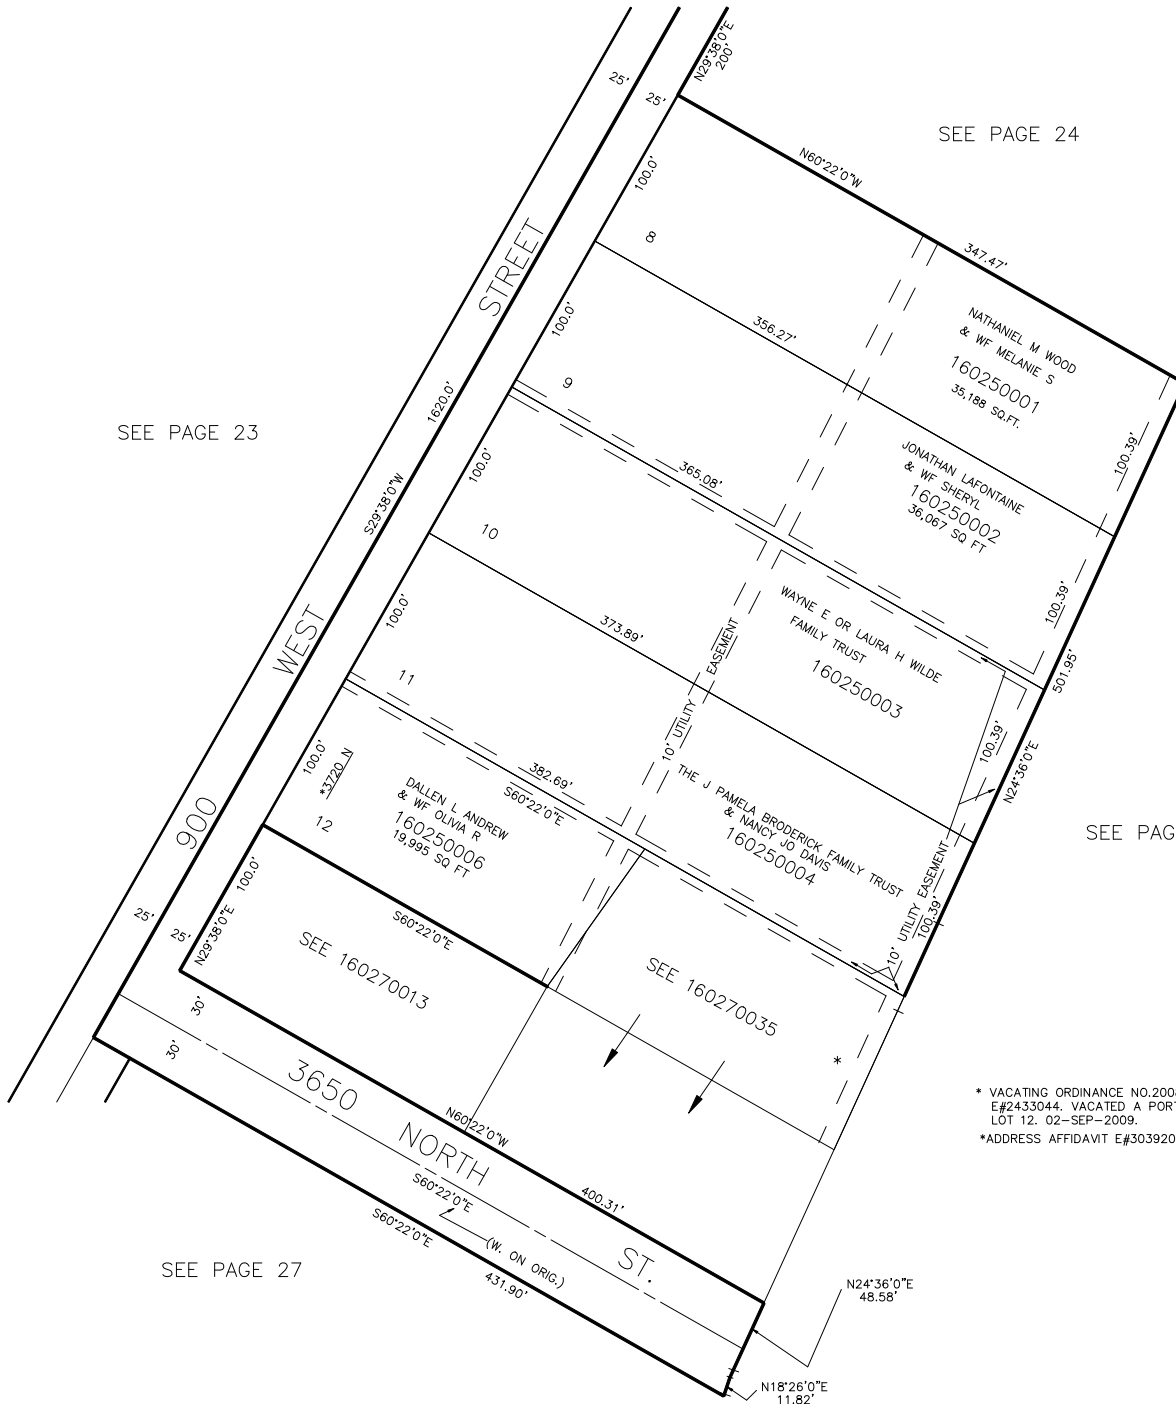 N29°38'0"E
200'
25'
25'
SEE PAGE 24
N60°22'0"W
347.47'
100.0'
8
NATHANIEL M WOOD
& WF MELANIE S
160250001
35,188 SQ.FT.
100.39'
STREET
100.0'
356.27'
9
JONATHAN LAFONTAINE
& WF SHERYL
160250002
36,067 SQ FT
100.39'
SEE PAGE 23
1620.0'
S29°38'0"W
365.08'
100.0'
10
WAYNE E OR LAURA H WILDE
FAMILY TRUST
160250003
100.39'
501.95'
N24°36'0"E
10' UTILITY EASEMENT
373.89'
WEST
100.0'
11
THE J PAMELA BRODERICK FAMILY TRUST
& NANCY JO DAVIS
160250004
10' UTILITY EASEMENT
100.39'
SEE PAG
382.69'
S60°22'0"E
100.0'
*3720 N
12
DALLEN L ANDREW
& WF OLIVIA R
160250006
19,995 SQ FT
900
100.0'
N29°38'0"E
S60°22'0"E
25'
25'
SEE 160270013
SEE 160270035
*
30'
30'
3650
NORTH
ST.
N60°22'0"W
400.31'
S60°22'0"E
(W. ON ORIG.)
S60°22'0"E
431.90'
* VACATING ORDINANCE NO.200
E#2433044. VACATED A POR
LOT 12. 02-SEP-2009.
*ADDRESS AFFIDAVIT E#303920
SEE PAGE 27
N24°36'0"E
48.58'
N18°26'0"E
11.82'